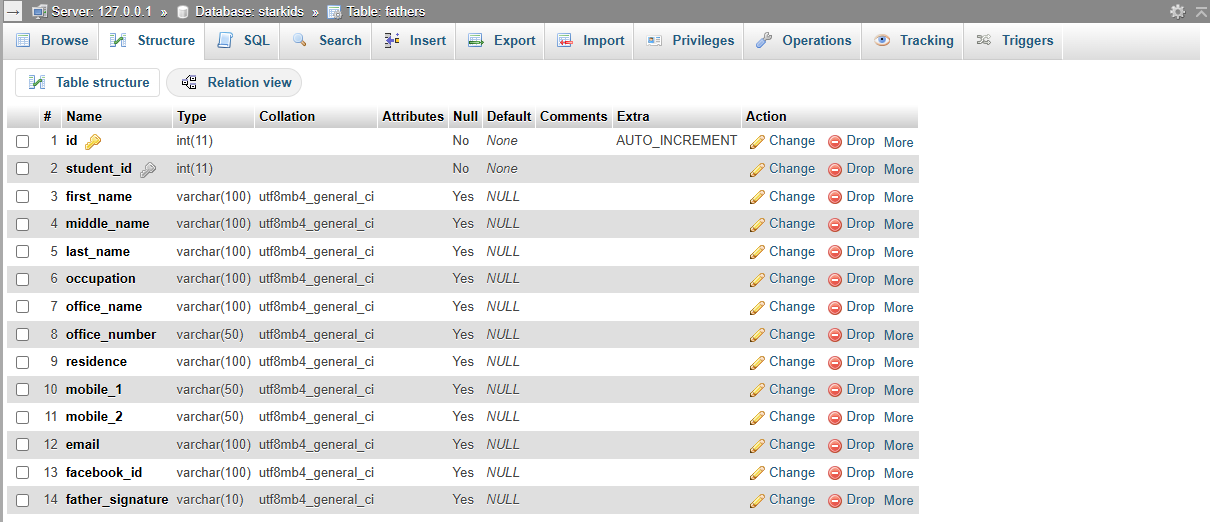 Server: 127.0.0.1 » Database: starkids » Table: fathers
Browse Structure SQL Search Insert Export Import Privileges Operations Tracking Triggers
Table structure Relation view
# Name Type Collation Attributes Null Default Comments Extra Action
1 id int(11) No None AUTO_INCREMENT Change Drop More
2 student_id int(11) No None Change Drop More
3 first_name varchar(100) utf8mb4_general_ci Yes NULL Change Drop More
4 middle_name varchar(100) utf8mb4_general_ci Yes NULL Change Drop More
5 last_name varchar(100) utf8mb4_general_ci Yes NULL Change Drop More
6 occupation varchar(100) utf8mb4_general_ci Yes NULL Change Drop More
7 office_name varchar(100) utf8mb4_general_ci Yes NULL Change Drop More
8 office_number varchar(50) utf8mb4_general_ci Yes NULL Change Drop More
9 residence varchar(100) utf8mb4_general_ci Yes NULL Change Drop More
10 mobile_1 varchar(50) utf8mb4_general_ci Yes NULL Change Drop More
11 mobile_2 varchar(50) utf8mb4_general_ci Yes NULL Change Drop More
12 email varchar(100) utf8mb4_general_ci Yes NULL Change Drop More
13 facebook_id varchar(100) utf8mb4_general_ci Yes NULL Change Drop More
14 father_signature varchar(10) utf8mb4_general_ci Yes NULL Change Drop More